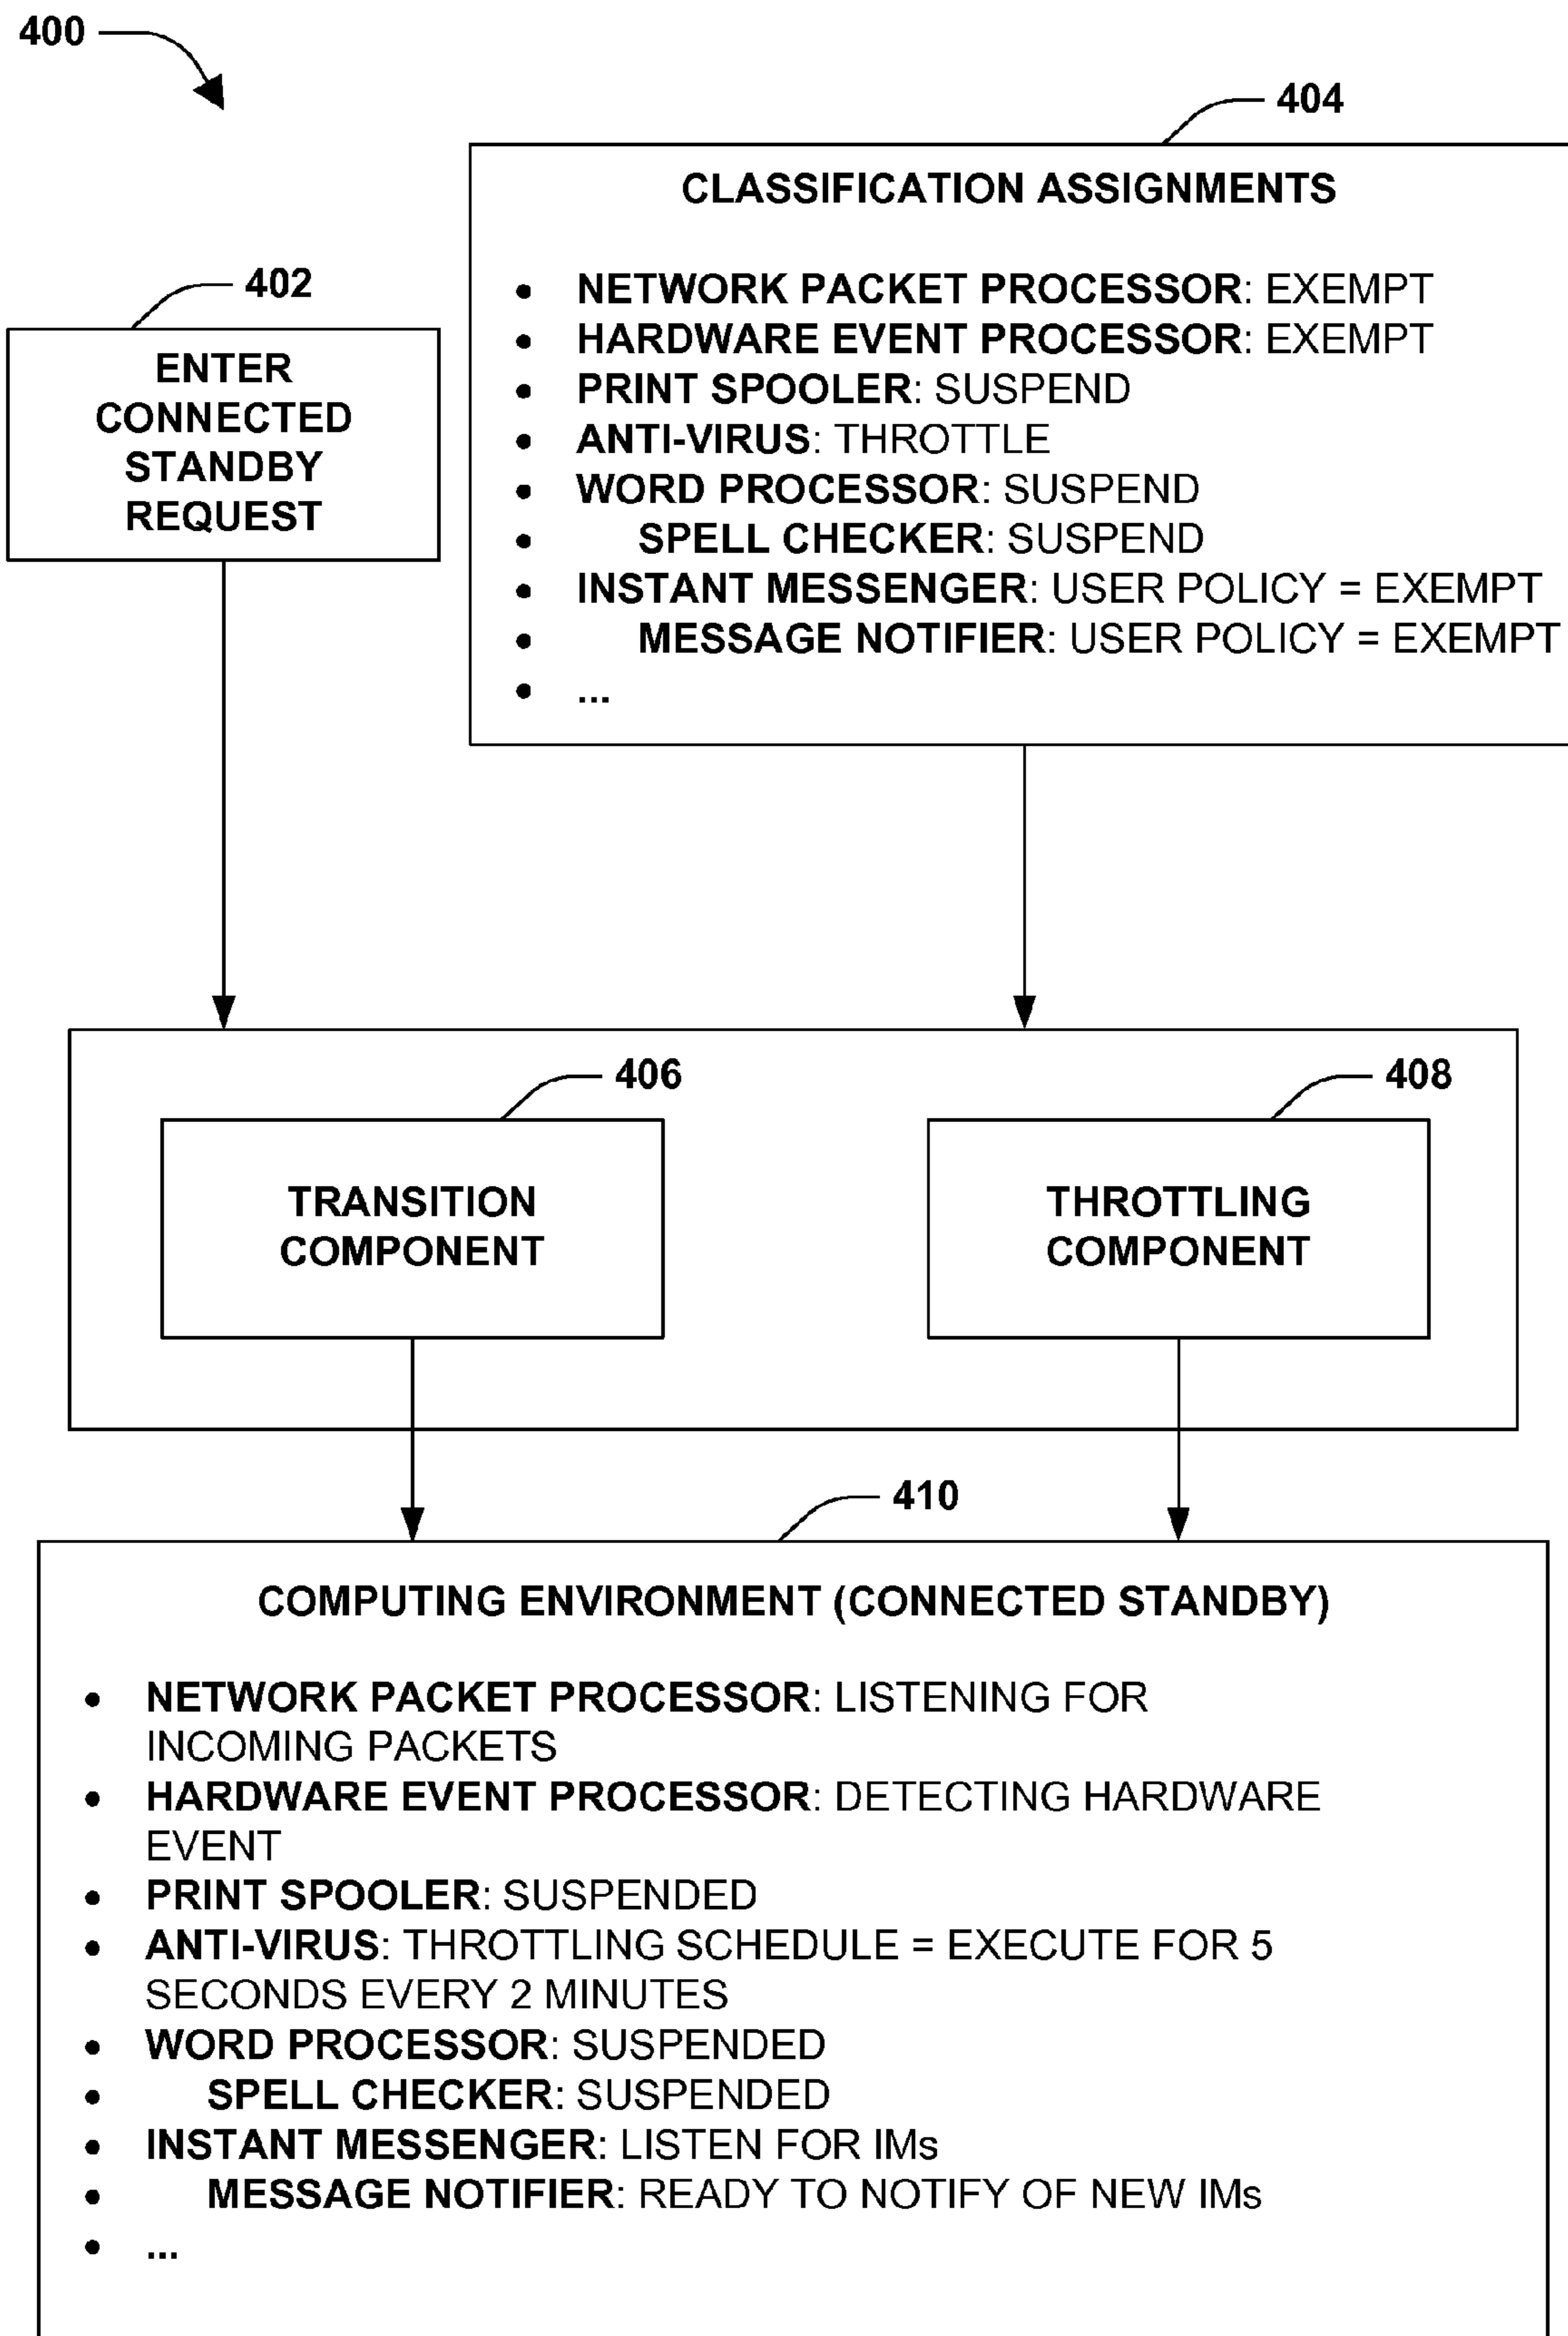 400
404
CLASSIFICATION ASSIGNMENTS
• NETWORK PACKET PROCESSOR: EXEMPT
• HARDWARE EVENT PROCESSOR: EXEMPT
• PRINT SPOOLER: SUSPEND
• ANTI-VIRUS: THROTTLE
• WORD PROCESSOR: SUSPEND
• SPELL CHECKER: SUSPEND
• INSTANT MESSENGER: USER POLICY = EXEMPT
• MESSAGE NOTIFIER: USER POLICY = EXEMPT
• ...
402
ENTER
CONNECTED
STANDBY
REQUEST
406
TRANSITION
COMPONENT
408
THROTTLING
COMPONENT
410
COMPUTING ENVIRONMENT (CONNECTED STANDBY)
• NETWORK PACKET PROCESSOR: LISTENING FOR
INCOMING PACKETS
• HARDWARE EVENT PROCESSOR: DETECTING HARDWARE
EVENT
• PRINT SPOOLER: SUSPENDED
• ANTI-VIRUS: THROTTLING SCHEDULE = EXECUTE FOR 5
SECONDS EVERY 2 MINUTES
• WORD PROCESSOR: SUSPENDED
• SPELL CHECKER: SUSPENDED
• INSTANT MESSENGER: LISTEN FOR IMs
• MESSAGE NOTIFIER: READY TO NOTIFY OF NEW IMs
• ...